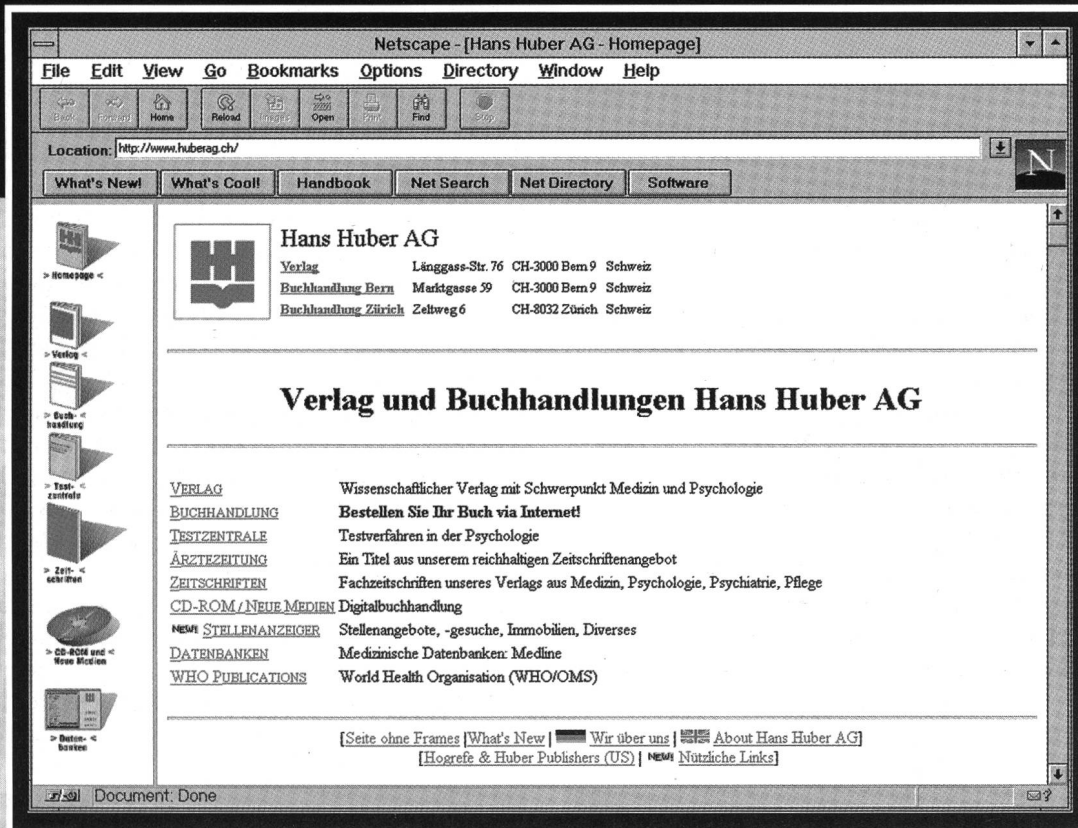 Netscape - [Hans Huber AG - Homepage]
File Edit View Go Bookmarks Options Directory Window Help
Back Forward Home Reload Images Open Print Find Stop
Location: http://www.huberag.ch/
N
What's New! What's Cool! Handbook Net Search Net Directory Software
> Homepage <
> Verlag <
> Buch- <
handlung
> Test- <
zentrale
> Zeit- <
schriften
> CD-ROM und <
Neue Medien
> Daten- <
banken
Hans Huber AG
Verlag Länggass-Str. 76 CH-3000 Bern 9 Schweiz
Buchhandlung Bern Marktgasse 59 CH-3000 Bern 9 Schweiz
Buchhandlung Zürich Zeltweg 6 CH-8032 Zürich Schweiz
Verlag und Buchhandlungen Hans Huber AG
VERLAG Wissenschaftlicher Verlag mit Schwerpunkt Medizin und Psychologie
BUCHHANDLUNG Bestellen Sie Ihr Buch via Internet!
TESTZENTRALE Testverfahren in der Psychologie
ÄRZTEZEITUNG Ein Titel aus unserem reichhaltigen Zeitschriftenangebot
ZEITSCHRIFTEN Fachzeitschriften unseres Verlags aus Medizin, Psychologie, Psychiatrie, Pflege
CD-ROM / NEUE MEDIEN Digitalbuchhandlung
NEW! STELLENANZEIGER Stellenangebote, -gesuche, Immobilien, Diverses
DATENBANKEN Medizinische Datenbanken: Medline
WHO PUBLICATIONS World Health Organisation (WHO/OMS)
[Seite ohne Frames |What's New | Wir über uns | About Hans Huber AG]
[Hogrefe & Huber Publishers (US) | NEW! Nützliche Links]
Document: Done